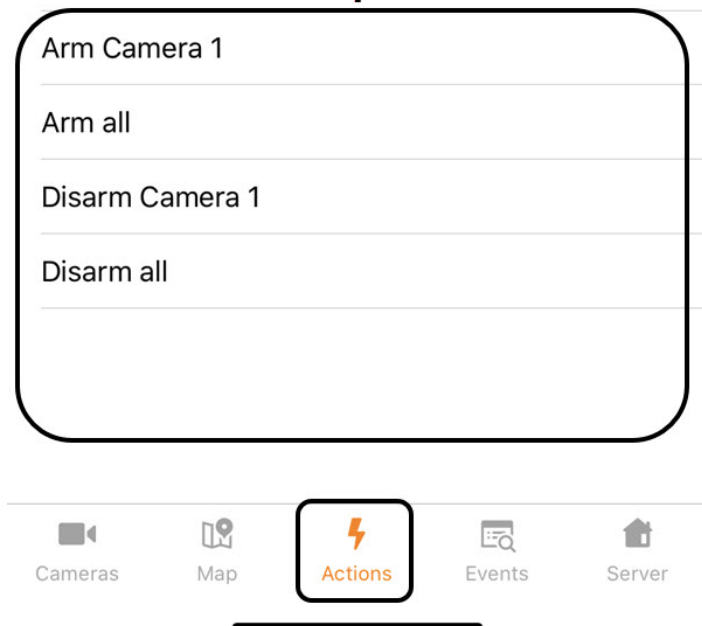 Arm Camera 1
Arm all
Disarm Camera 1
Disarm all
Cameras Map Actions Events Server